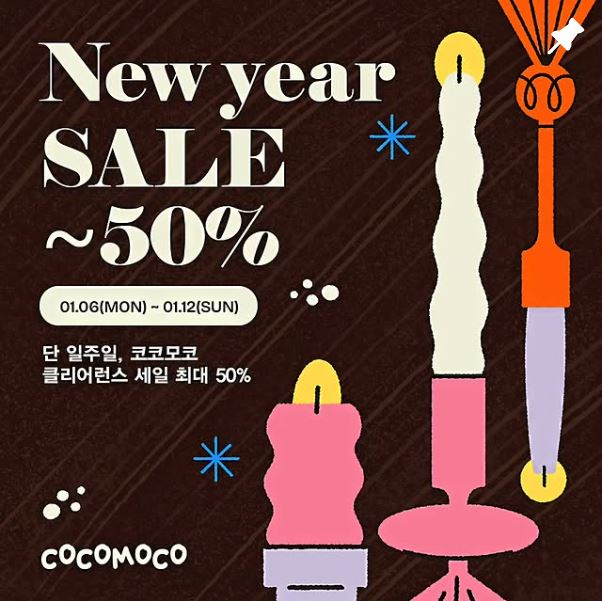 New year
SALE
~50%
01.06(MON) ~ 01.12(SUN)
단 일주일, 코코모코
클리어런스 세일 최대 50%
COCOMOCO